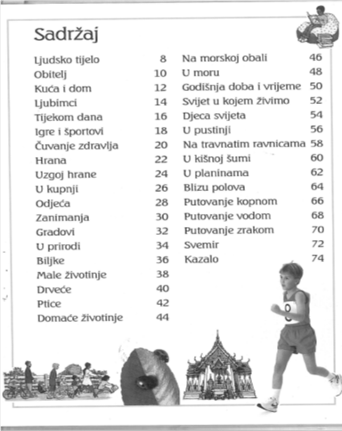 Sadržaj
Ljudsko tijelo 8
Obitelj 10
Kuća i dom 12
Ljubimci 14
Tijekom dana 16
Igre i športovi 18
Čuvanje zdravlja 20
Hrana 22
Uzgoj hrane 24
U kupnji 26
Odjeća 28
Zanimanja 30
Gradovi 32
U prirodi 34
Biljke 36
Male životinje 38
Drveće 40
Ptice 42
Domaće životinje 44
Na morskoj obali 46
U moru 48
Godišnja doba i vrijeme 50
Svijet u kojem živimo 52
Djeca svijeta 54
U pustinji 56
Na travnatim ravnicama 58
U kišnoj šumi 60
U planinama 62
Blizu polova 64
Putovanje kopnom 66
Putovanje vodom 68
Putovanje zrakom 70
Svemir 72
Kazalo 74